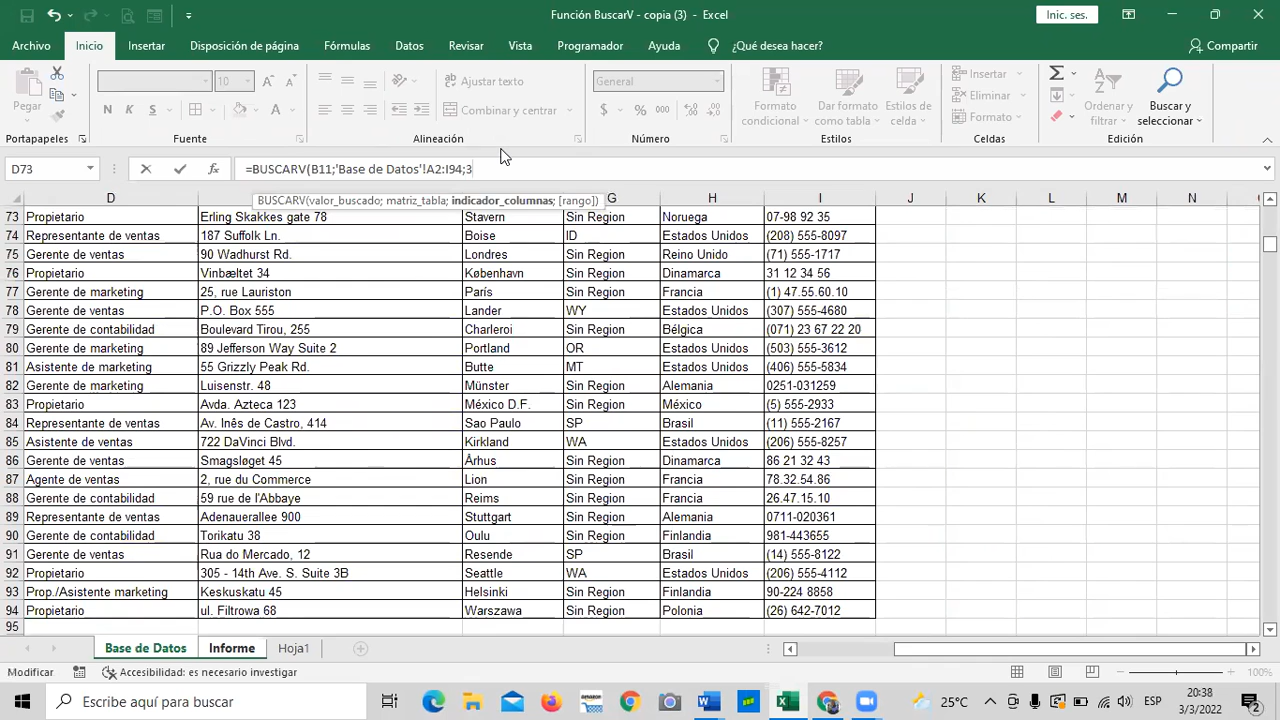 Función BuscarV - copia (3) - Excel
Inic. ses.
Archivo Inicio Insertar Disposición de página Fórmulas Datos Revisar Vista Programador Ayuda ¿Qué desea hacer? Compartir
Pegar
10
N K S A
Ajustar texto
Combinar y centrar
General
$ % 000
Formato condicional
Dar formato como tabla
Estilos de celda
Insertar
Eliminar
Formato
Ordenar y filtrar
Buscar y seleccionar
Portapapeles Fuente Alineación Número Estilos Celdas Edición
D73 fx =BUSCARV(B11;'Base de Datos'!A2:I94;3
BUSCARV(valor_buscado; matriz_tabla; indicador_columnas; [rango])
D G H I J K L M N
73 Propietario Erling Skakkes gate 78 Stavern Sin Region Noruega 07-98 92 35
74 Representante de ventas 187 Suffolk Ln. Boise ID Estados Unidos (208) 555-8097
75 Gerente de ventas 90 Wadhurst Rd. Londres Sin Region Reino Unido (71) 555-1717
76 Propietario Vinbæltet 34 København Sin Region Dinamarca 31 12 34 56
77 Gerente de marketing 25, rue Lauriston París Sin Region Francia (1) 47.55.60.10
78 Gerente de ventas P.O. Box 555 Lander WY Estados Unidos (307) 555-4680
79 Gerente de contabilidad Boulevard Tirou, 255 Charleroi Sin Region Bélgica (071) 23 67 22 20
80 Gerente de marketing 89 Jefferson Way Suite 2 Portland OR Estados Unidos (503) 555-3612
81 Asistente de marketing 55 Grizzly Peak Rd. Butte MT Estados Unidos (406) 555-5834
82 Gerente de marketing Luisenstr. 48 Münster Sin Region Alemania 0251-031259
83 Propietario Avda. Azteca 123 México D.F. Sin Region México (5) 555-2933
84 Representante de ventas Av. Inês de Castro, 414 Sao Paulo SP Brasil (11) 555-2167
85 Asistente de ventas 722 DaVinci Blvd. Kirkland WA Estados Unidos (206) 555-8257
86 Gerente de ventas Smagsløget 45 Århus Sin Region Dinamarca 86 21 32 43
87 Agente de ventas 2, rue du Commerce Lion Sin Region Francia 78.32.54.86
88 Gerente de contabilidad 59 rue de l'Abbaye Reims Sin Region Francia 26.47.15.10
89 Representante de ventas Adenauerallee 900 Stuttgart Sin Region Alemania 0711-020361
90 Gerente de contabilidad Torikatu 38 Oulu Sin Region Finlandia 981-443655
91 Gerente de ventas Rua do Mercado, 12 Resende SP Brasil (14) 555-8122
92 Propietario 305 - 14th Ave. S. Suite 3B Seattle WA Estados Unidos (206) 555-4112
93 Prop./Asistente marketing Keskuskatu 45 Helsinki Sin Region Finlandia 90-224 8858
94 Propietario ul. Filtrowa 68 Warszawa Sin Region Polonia (26) 642-7012
95
Base de Datos Informe Hoja1
Modificar Accesibilidad: es necesario investigar 100%
Escribe aquí para buscar 25°C ESP 20:38
3/3/2022 2